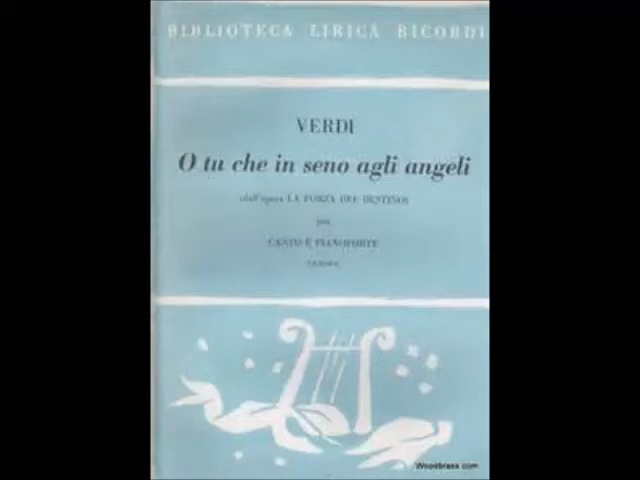 BIBLIOTECA LIRICA RICORDI
VERDI
O tu che in seno agli angeli
(dall'opera LA FORZA DEL DESTINO)
per
CANTO E PIANOFORTE
Woodbrass.com